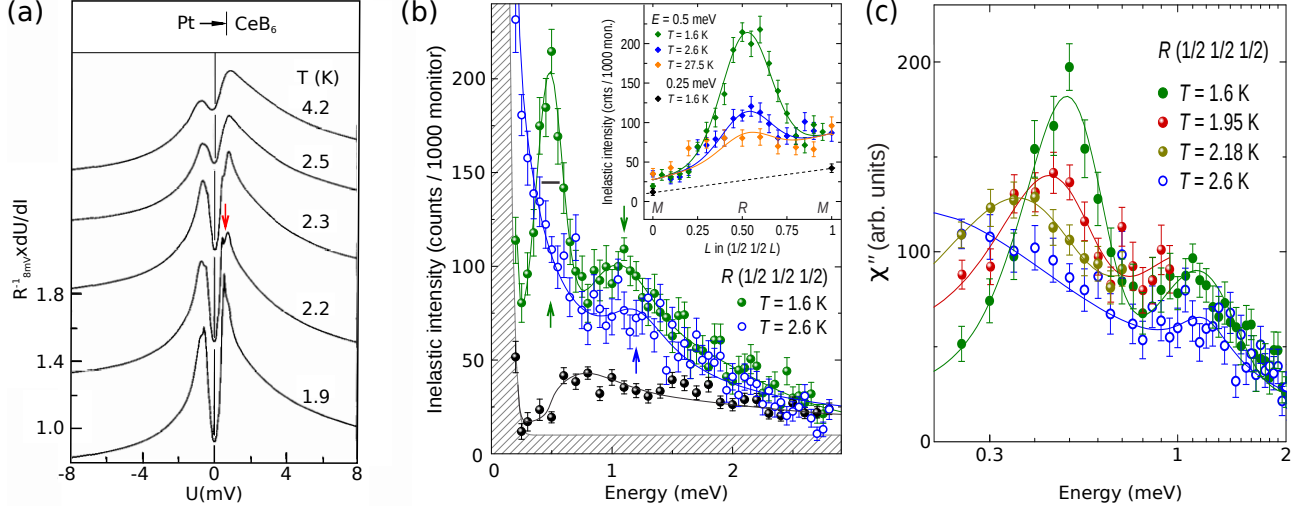 (a)
Pt → CeB6
T (K)
4.2
2.5
2.3
2.2
1.9
R⁻¹8mVxdU/dI
1.8
1.4
1.0
-8 -4 0 4 8
U(mV)
(b)
Inelastic intensity (counts / 1000 monitor)
200
150
100
50
0
0 1 2
Energy (meV)
R (1/2 1/2 1/2)
T = 1.6 K
T = 2.6 K
Inelastic intensity (cnts / 1000 mon.)
200
150
100
50
0
E = 0.5 meV
T = 1.6 K
T = 2.6 K
T = 27.5 K
0.25 meV
T = 1.6 K
M R M
0 0.25 0.50 0.75 1
L in (1/2 1/2 L)
(c)
χ″ (arb. units)
200
100
0
R (1/2 1/2 1/2)
T = 1.6 K
T = 1.95 K
T = 2.18 K
T = 2.6 K
0.3 1 2
Energy (meV)